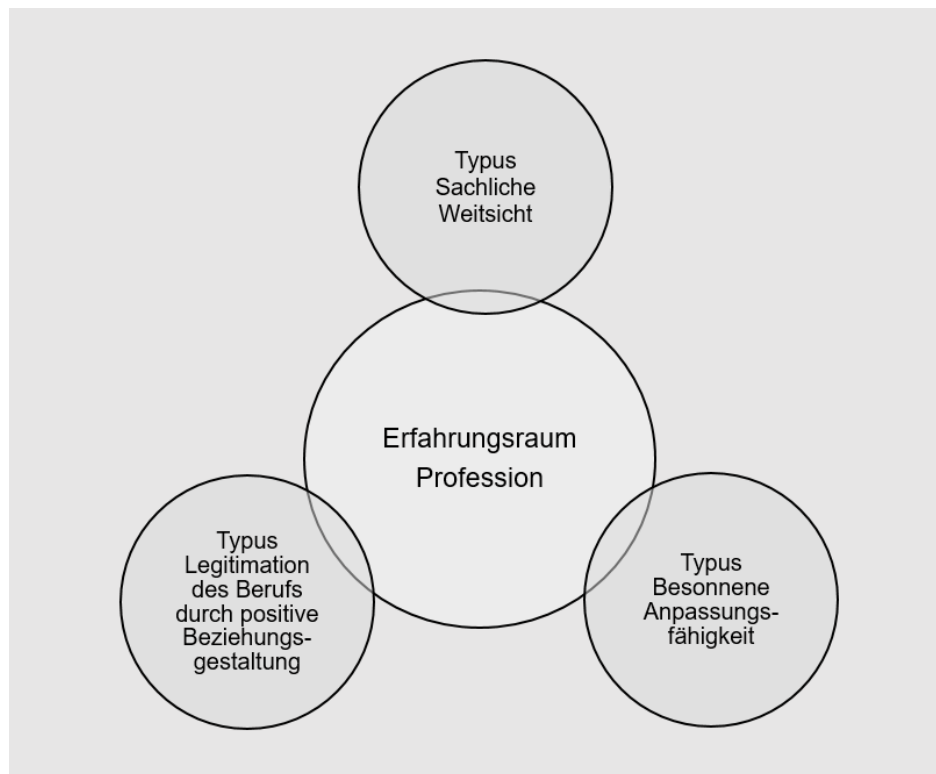 Typus
Sachliche
Weitsicht
Erfahrungsraum
Profession
Typus
Legitimation
des Berufs
durch positive
Beziehungs-
gestaltung
Typus
Besonnene
Anpassungs-
fähigkeit